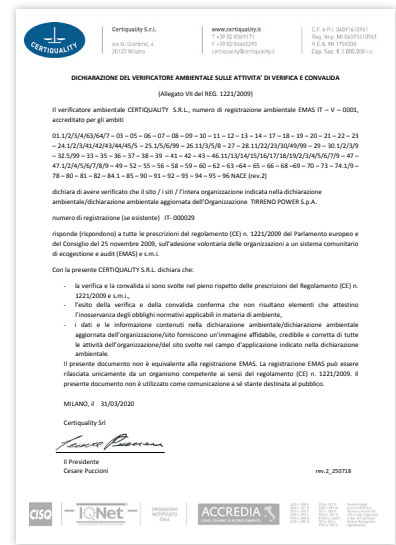 CERTIQUALITY
Certiquality S.r.l.
via G. Giardino, 4
20123 Milano
www.certiquality.it
T +39 02 8069171
F +39 02 86465295
certiquality@certiquality.it
C.F. e P.I. 04591610961
Reg. Imp. MI 04591610961
R.E.A. MI 1759338
Cap. Soc. € 1.000.000 i.v.
DICHIARAZIONE DEL VERIFICATORE AMBIENTALE SULLE ATTIVITA' DI VERIFICA E CONVALIDA
(Allegato VII del REG. 1221/2009)
Il verificatore ambientale CERTIQUALITY S.R.L., numero di registrazione ambientale EMAS IT – V – 0001,
accreditato per gli ambiti
01.1/2/3/4/63/64/7 – 03 – 05 – 06 – 07 – 08 – 09 – 10 – 11 – 12 – 13 – 14 – 17 – 18 – 19 – 20 – 21 – 22 – 23
– 24.1/2/3/41/42/43/44/45/5 – 25.1/5/6/99 – 26.11/3/5/8 – 27 – 28.11/22/23/30/49/99 – 29 – 30.1/2/3/9
– 32.5/99 – 33 – 35 – 36 – 37 – 38 – 39 – 41 – 42 – 43 – 46.11/13/14/15/16/17/18/19/2/3/4/5/6/7/9 – 47 –
47.1/2/4/5/6/7/8/9 – 49 – 52 – 55 – 56 – 58 – 59 – 60 – 62 – 63 –64 – 65 – 66 – 68 –69 – 70 – 73 – 74.1/9 –
78 – 80 – 81 – 82 – 84.1 – 85 – 90 – 91 – 92 – 93 – 94 – 95 – 96 NACE (rev.2)
dichiara di avere verificato che il sito / i siti / l'intera organizzazione indicata nella dichiarazione
ambientale/dichiarazione ambientale aggiornata dell'Organizzazione TIRRENO POWER S.p.A.
numero di registrazione (se esistente) IT- 000029
risponde (rispondono) a tutte le prescrizioni del regolamento (CE) n. 1221/2009 del Parlamento europeo e
del Consiglio del 25 novembre 2009, sull'adesione volontaria delle organizzazioni a un sistema comunitario
di ecogestione e audit (EMAS) e s.m.i.
Con la presente CERTIQUALITY S.R.L. dichiara che:
- la verifica e la convalida si sono svolte nel pieno rispetto delle prescrizioni del Regolamento (CE) n.
1221/2009 e s.m.i.,
- l'esito della verifica e della convalida conferma che non risultano elementi che attestino
l'inosservanza degli obblighi normativi applicabili in materia di ambiente,
- i dati e le informazioni contenuti nella dichiarazione ambientale/dichiarazione ambientale
aggiornata dell'organizzazione/sito forniscono un'immagine affidabile, credibile e corretta di tutte
le attività dell'organizzazione/del sito svolte nel campo d'applicazione indicato nella dichiarazione
ambientale.
Il presente documento non è equivalente alla registrazione EMAS. La registrazione EMAS può essere
rilasciata unicamente da un organismo competente ai sensi del regolamento (CE) n. 1221/2009. Il
presente documento non è utilizzato come comunicazione a sé stante destinata al pubblico.
MILANO, il 31/03/2020
Certiquality Srl
Il Presidente
Cesare Puccioni
rev.2_250718
CISQ
IQNet
ORGANISMO
NOTIFICATO
ACCREDIA